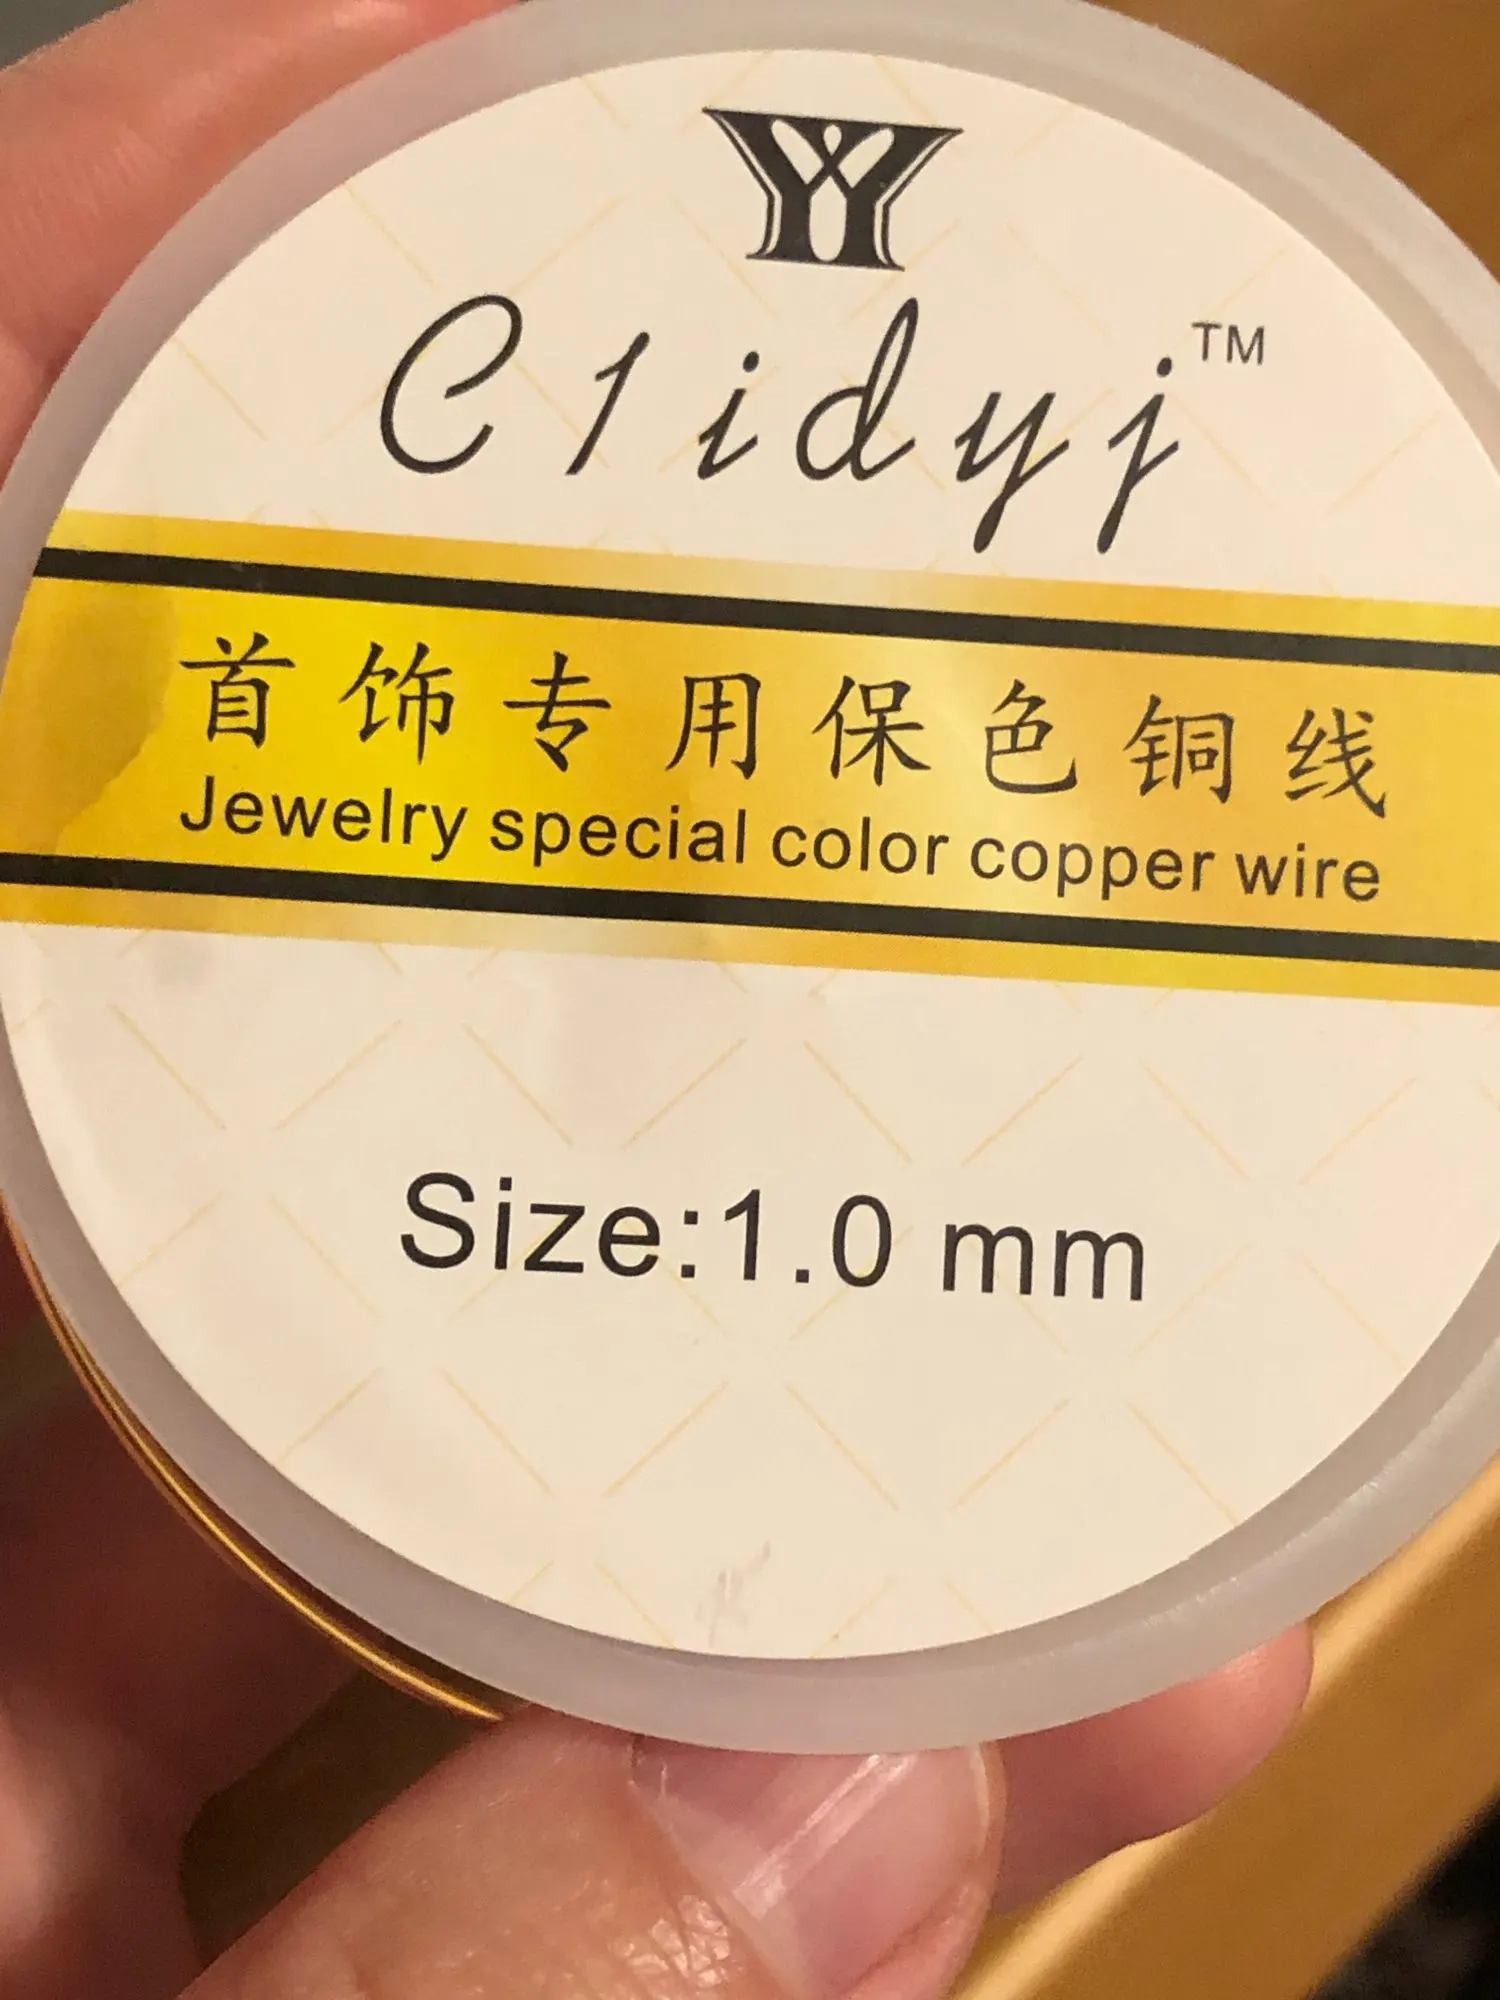 C1idyj™
首饰专用保色铜线
Jewelry special color copper wire
Size:1.0 mm